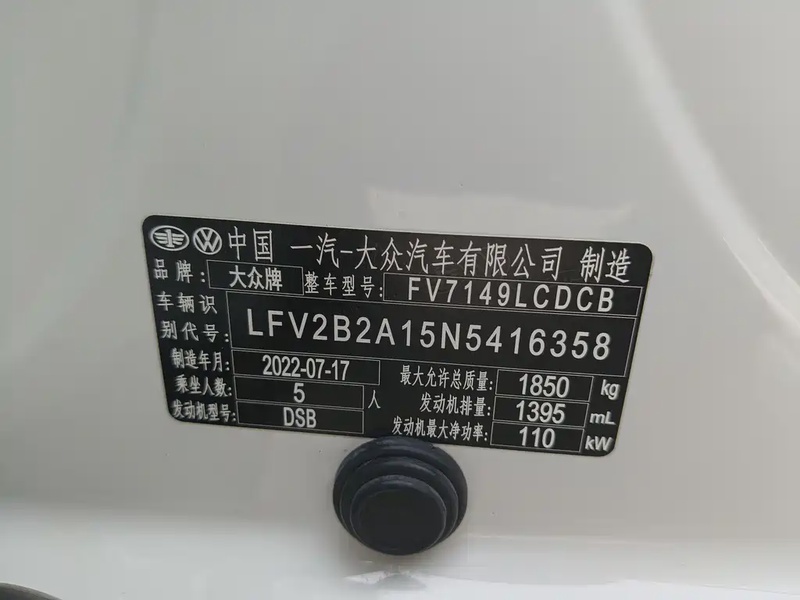 中国 一汽-大众汽车有限公司 制造
品牌: 大众牌 整车型号: FV7149LCDCB
车辆识别代号: LFV2B2A15N5416358
制造年月: 2022-07-17 最大允许总质量: 1850 kg
乘坐人数: 5 人 发动机排量: 1395 mL
发动机型号: DSB 发动机最大净功率: 110 kW